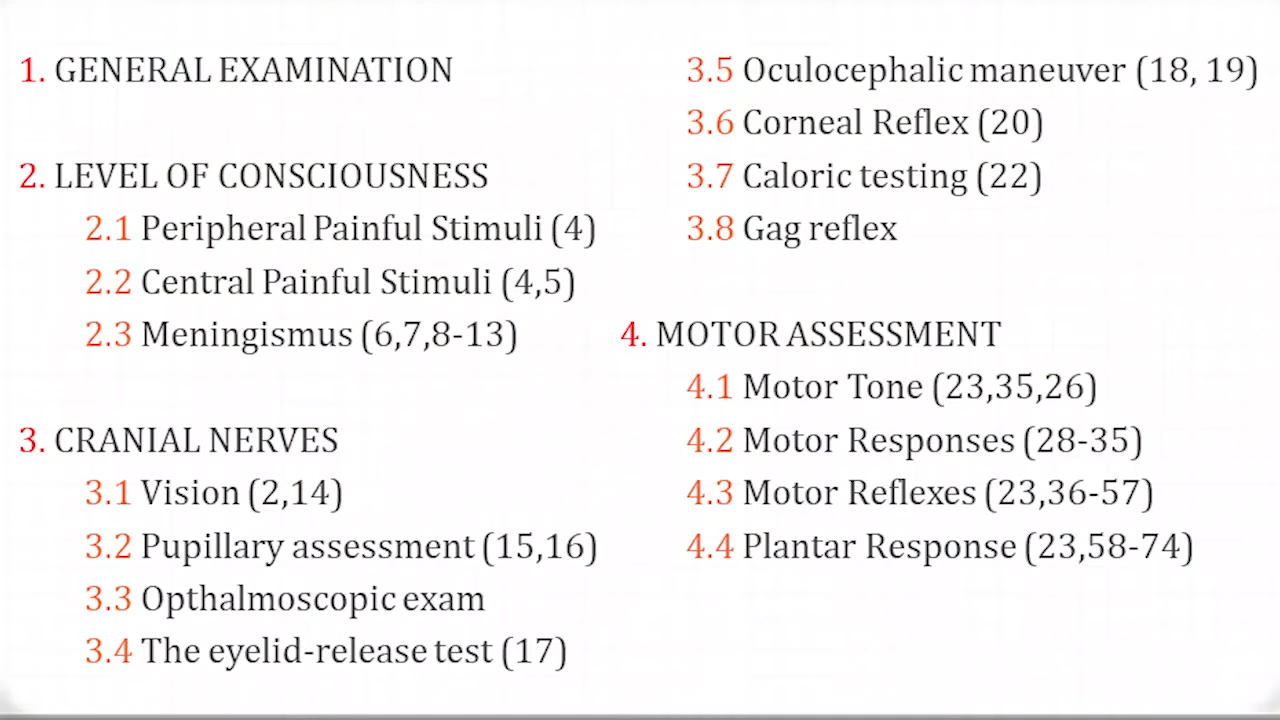 1. GENERAL EXAMINATION
2. LEVEL OF CONSCIOUSNESS
2.1 Peripheral Painful Stimuli (4)
2.2 Central Painful Stimuli (4,5)
2.3 Meningismus (6,7,8-13)
3. CRANIAL NERVES
3.1 Vision (2,14)
3.2 Pupillary assessment (15,16)
3.3 Opthalmoscopic exam
3.4 The eyelid-release test (17)
3.5 Oculocephalic maneuver (18, 19)
3.6 Corneal Reflex (20)
3.7 Caloric testing (22)
3.8 Gag reflex
4. MOTOR ASSESSMENT
4.1 Motor Tone (23,35,26)
4.2 Motor Responses (28-35)
4.3 Motor Reflexes (23,36-57)
4.4 Plantar Response (23,58-74)